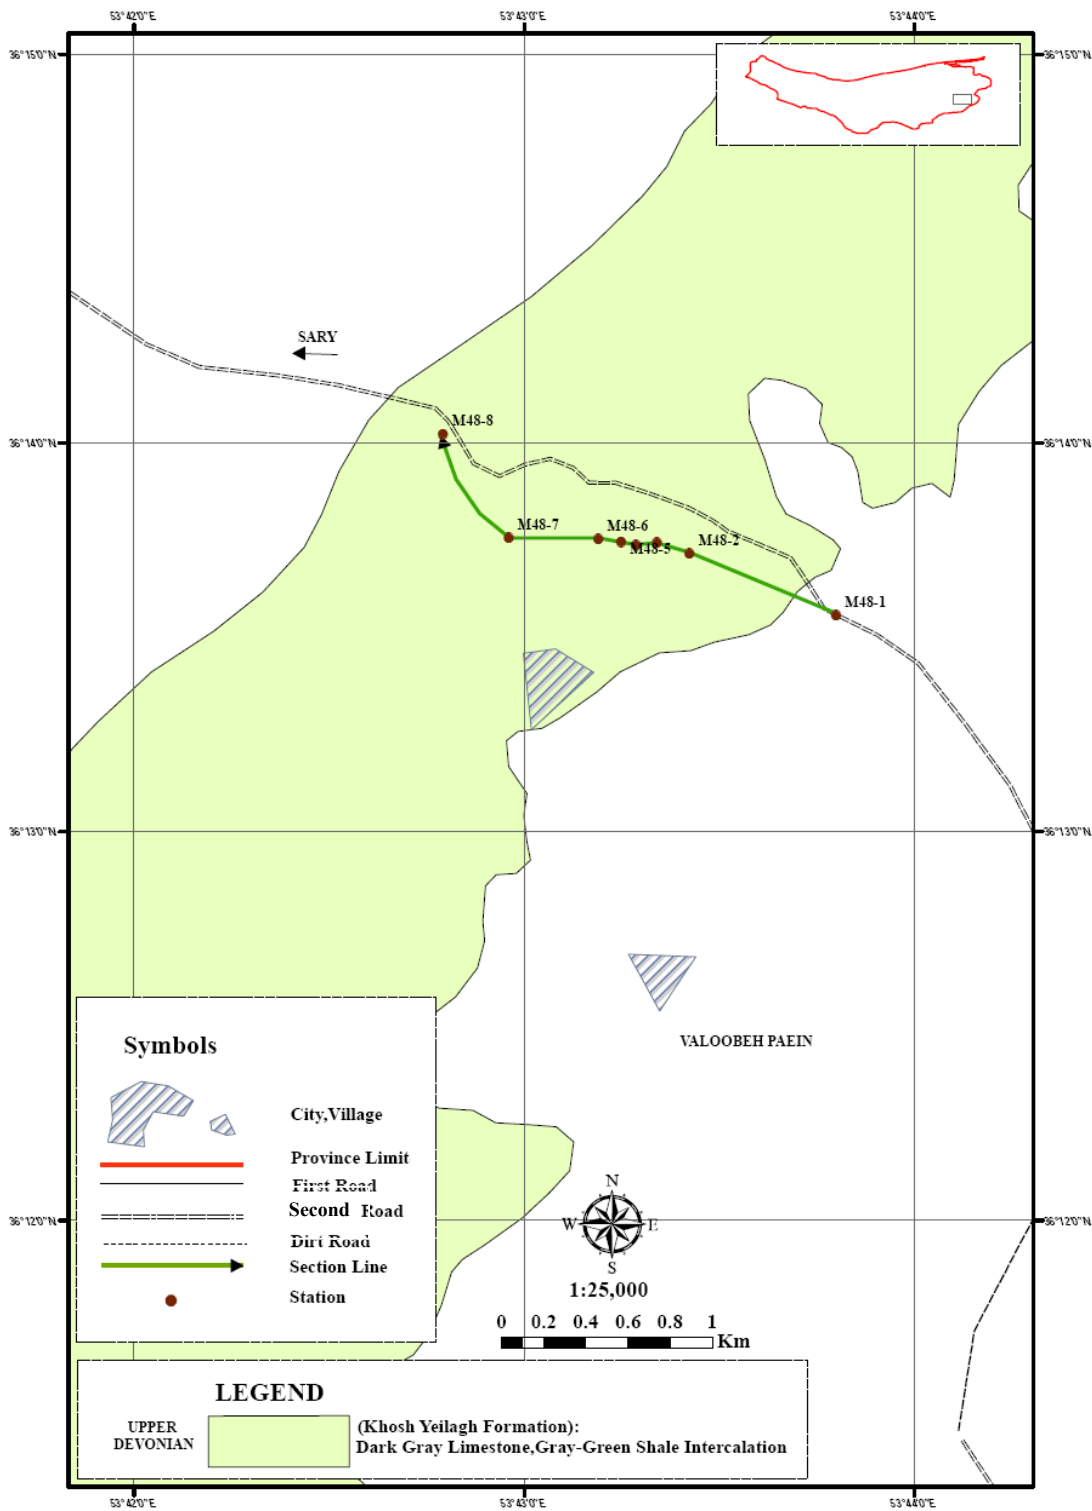 53°42'0"E
53°43'0"E
53°44'0"E
36°15'0"N
36°15'0"N
SARY
M48-8
36°14'0"N
36°14'0"N
M48-7
M48-6
M48-5
M48-2
M48-1
36°13'0"N
36°13'0"N
VALOOBEH PAEIN
Symbols
City,Village
Province Limit
First Road
Second Road
Dirt Road
Section Line
Station
N
W
E
S
36°12'0"N
36°12'0"N
1:25,000
0 0.2 0.4 0.6 0.8 1
Km
LEGEND
UPPER
DEVONIAN
(Khosh Yeilagh Formation):
Dark Gray Limestone,Gray-Green Shale Intercalation
53°42'0"E
53°43'0"E
53°44'0"E